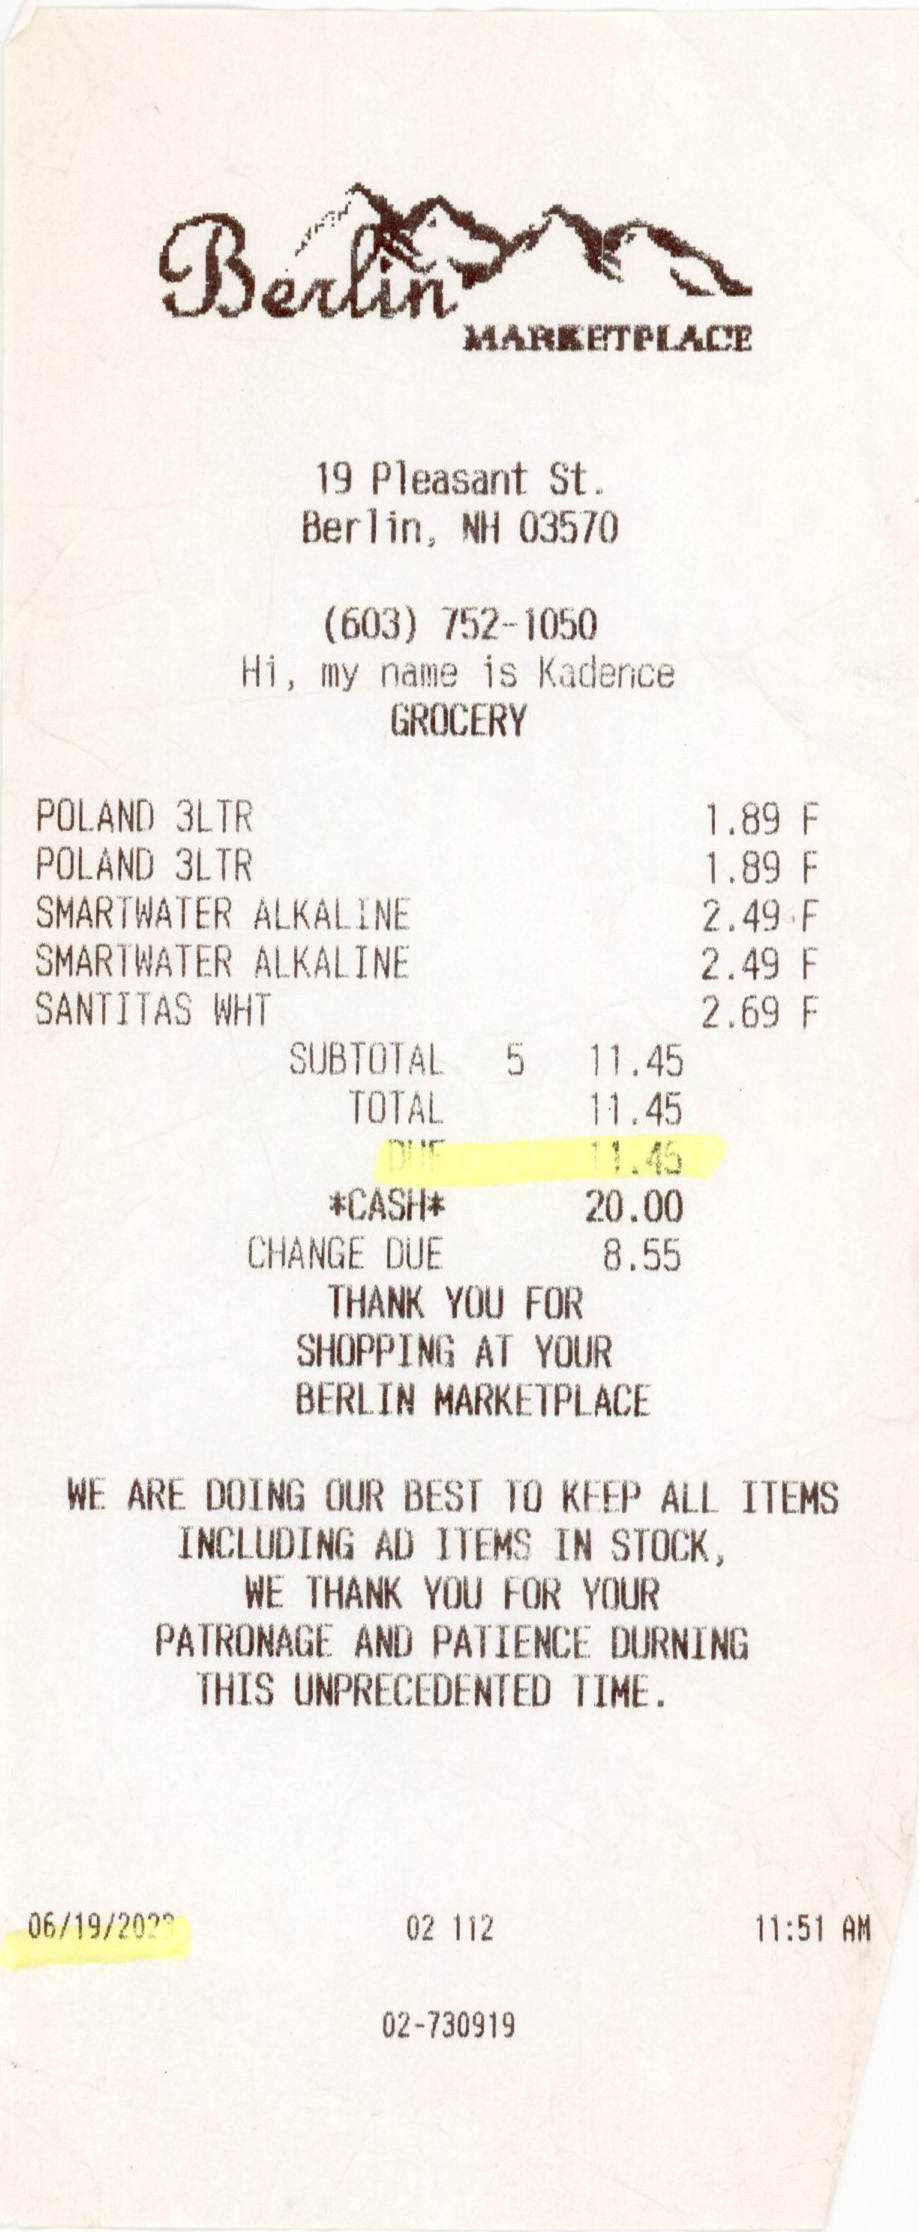 Berlin
MARKETPLACE
19 Pleasant St.
Berlin, NH 03570
(603) 752-1050
Hi, my name is Kadence
GROCERY
POLAND 3LTR 1.89 F
POLAND 3LTR 1.89 F
SMARTWATER ALKALINE 2.49 F
SMARTWATER ALKALINE 2.49 F
SANTITAS WHT 2.69 F
SUBTOTAL 5 11.45
TOTAL 11.45
DUE 11.45
*CASH* 20.00
CHANGE DUE 8.55
THANK YOU FOR
SHOPPING AT YOUR
BERLIN MARKETPLACE
WE ARE DOING OUR BEST TO KEEP ALL ITEMS
INCLUDING AD ITEMS IN STOCK,
WE THANK YOU FOR YOUR
PATRONAGE AND PATIENCE DURNING
THIS UNPRECEDENTED TIME.
02 112 11:51 AM
02-730919